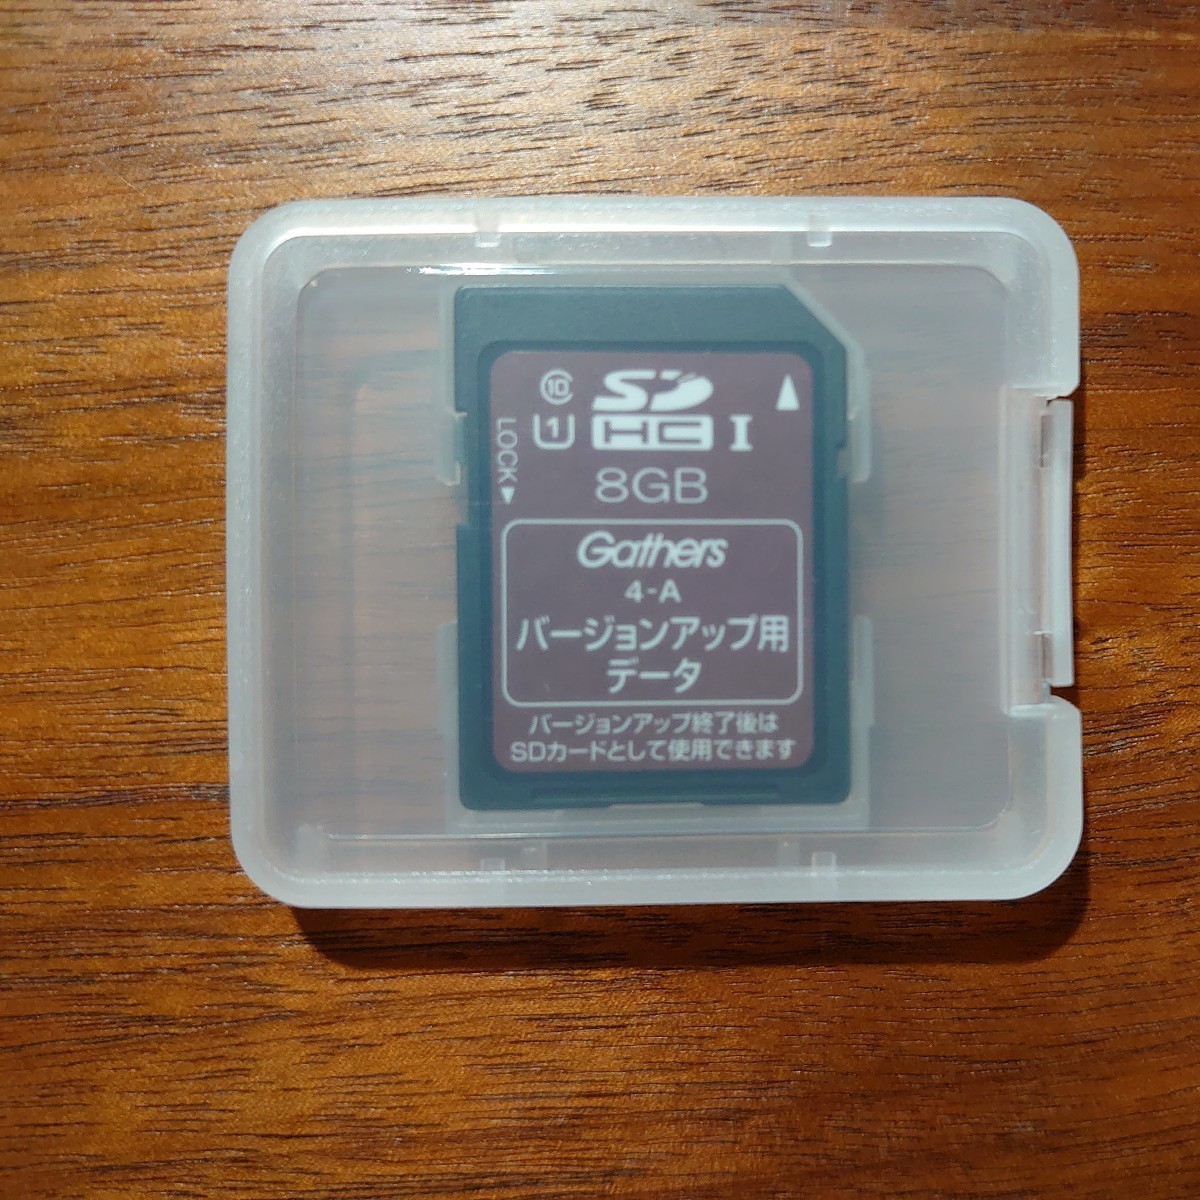 10 SD
LOCK U1 HC I
8GB
Gathers
4-A
バージョンアップ用
データ
バージョンアップ終了後は
SDカードとして使用できます